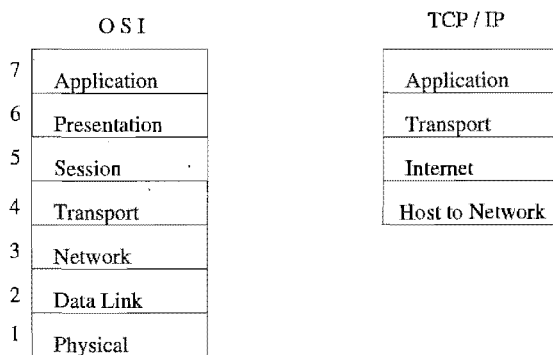 O S I
7 Application
6 Presentation
5 Session
4 Transport
3 Network
2 Data Link
1 Physical
TCP / IP
Application
Transport
Internet
Host to Network